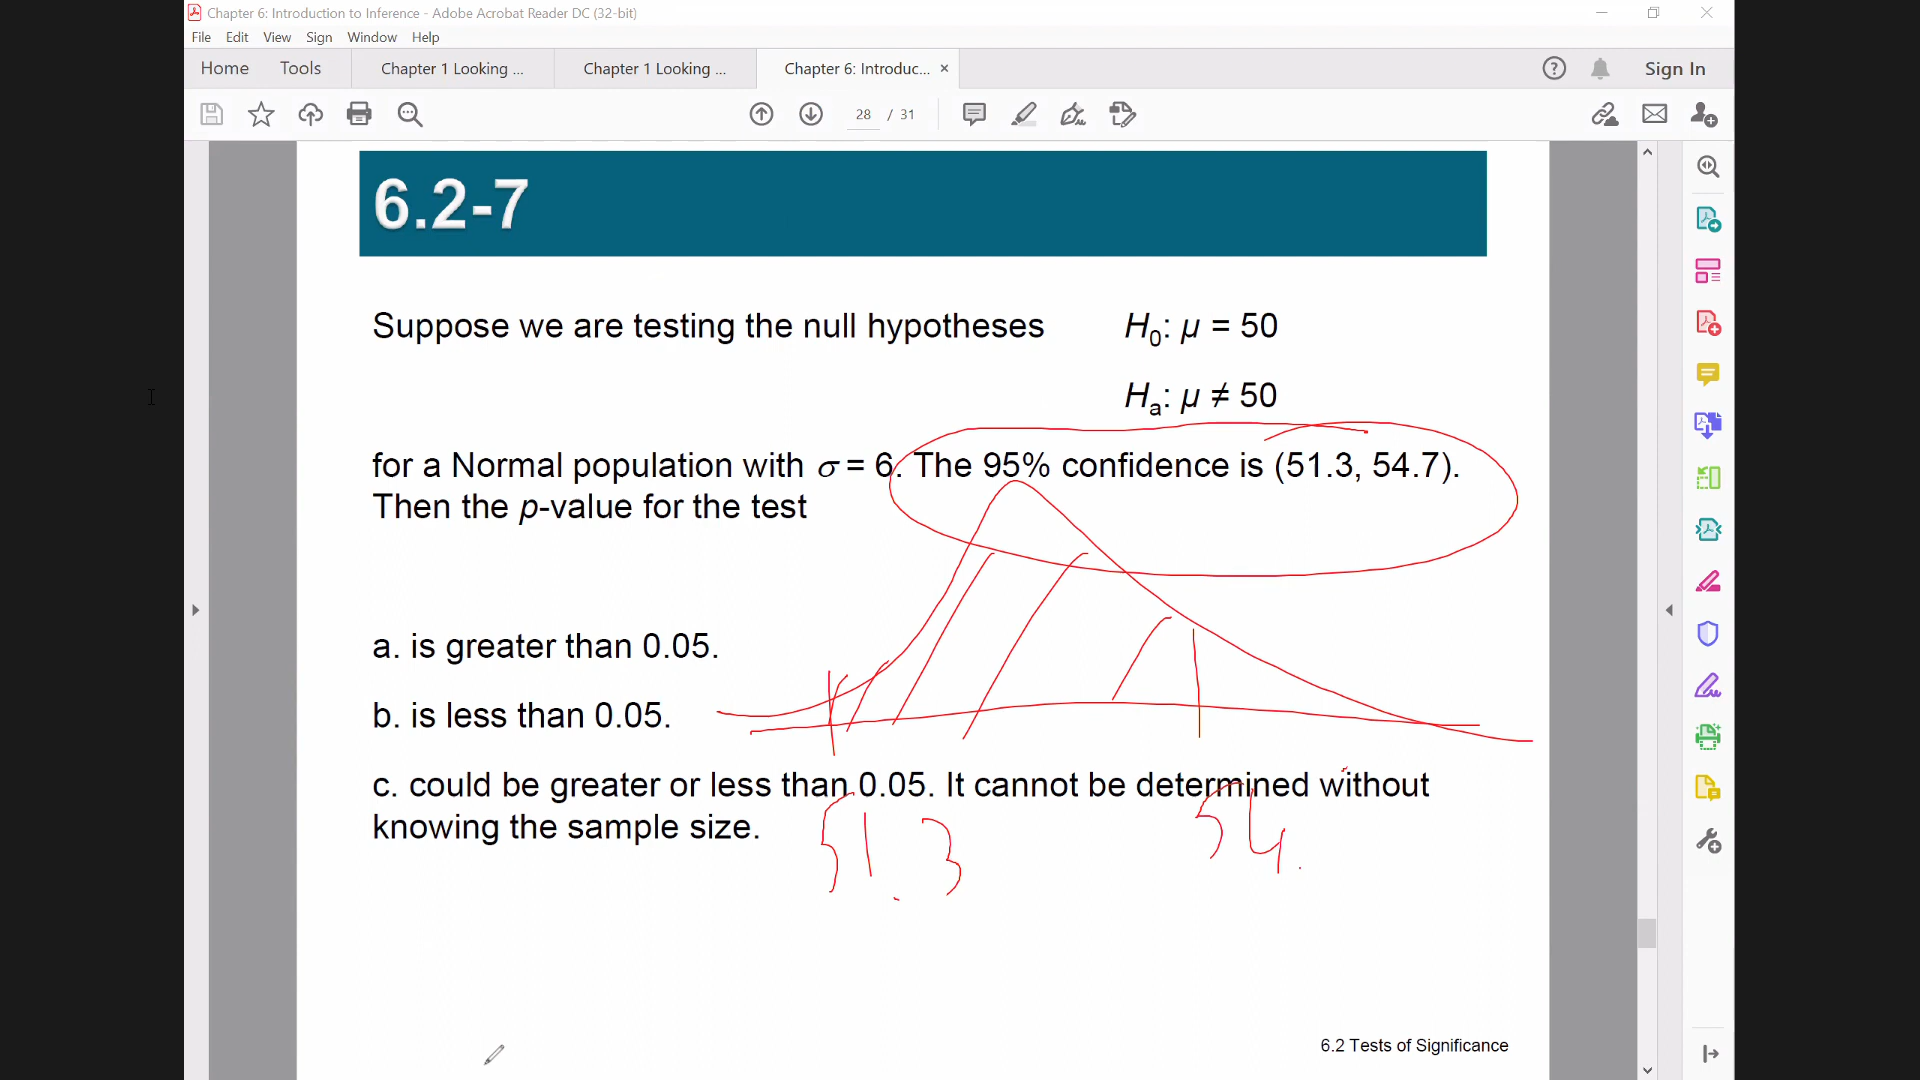 Chapter 6: Introduction to Inference - Adobe Acrobat Reader DC (32-bit)
File Edit View Sign Window Help
Home Tools Chapter 1 Looking ... Chapter 1 Looking ... Chapter 6: Introduc... × Sign In
28 / 31
6.2-7
Suppose we are testing the null hypotheses H0: μ = 50
Ha: μ ≠ 50
for a Normal population with σ = 6. The 95% confidence is (51.3, 54.7).
Then the p-value for the test
a. is greater than 0.05.
b. is less than 0.05.
c. could be greater or less than 0.05. It cannot be determined without
knowing the sample size.
51.3 54.
6.2 Tests of Significance